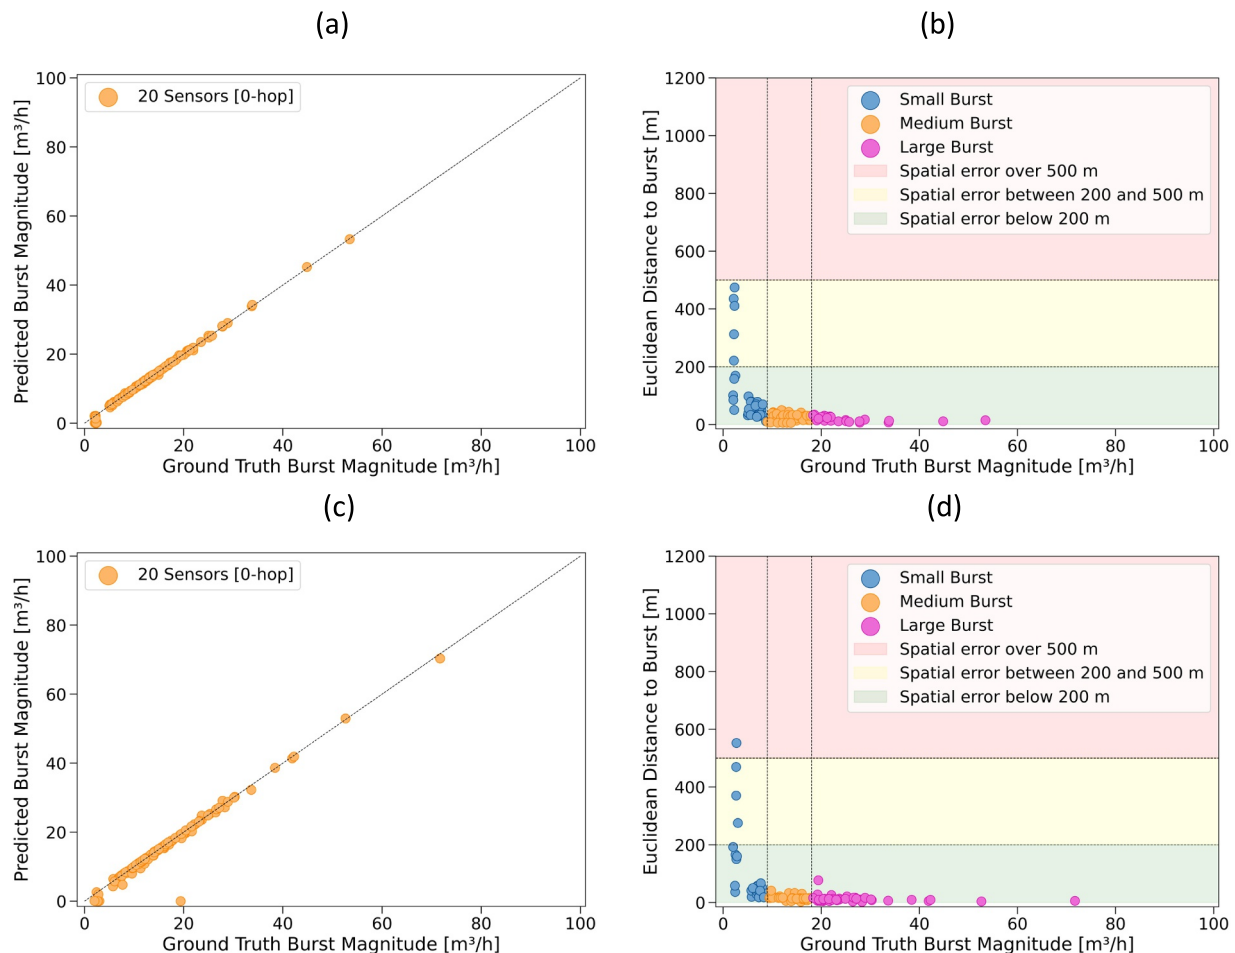 (a)
(b)
20 Sensors [0-hop]
Predicted Burst Magnitude [m³/h]
100
80
60
40
20
0
0 20 40 60 80 100
Ground Truth Burst Magnitude [m³/h]
Small Burst
Medium Burst
Large Burst
Spatial error over 500 m
Spatial error between 200 and 500 m
Spatial error below 200 m
Euclidean Distance to Burst [m]
1200
1000
800
600
400
200
0
0 20 40 60 80 100
Ground Truth Burst Magnitude [m³/h]
(c)
(d)
20 Sensors [0-hop]
Predicted Burst Magnitude [m³/h]
100
80
60
40
20
0
0 20 40 60 80 100
Ground Truth Burst Magnitude [m³/h]
Small Burst
Medium Burst
Large Burst
Spatial error over 500 m
Spatial error between 200 and 500 m
Spatial error below 200 m
Euclidean Distance to Burst [m]
1200
1000
800
600
400
200
0
0 20 40 60 80 100
Ground Truth Burst Magnitude [m³/h]